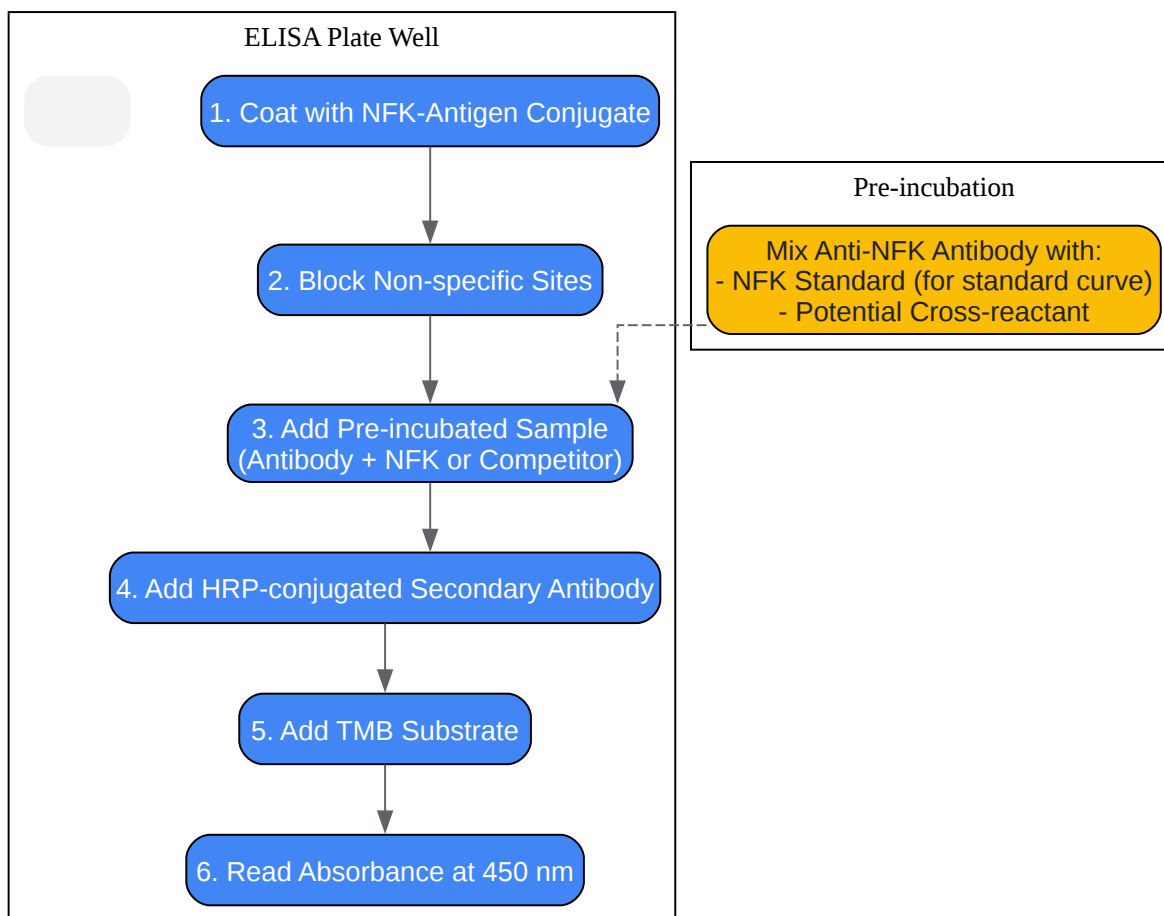 ELISA Plate Well
1. Coat with NFK-Antigen Conjugate
2. Block Non-specific Sites
3. Add Pre-incubated Sample
(Antibody + NFK or Competitor)
4. Add HRP-conjugated Secondary Antibody
5. Add TMB Substrate
6. Read Absorbance at 450 nm
Pre-incubation
Mix Anti-NFK Antibody with:
- NFK Standard (for standard curve)
- Potential Cross-reactant